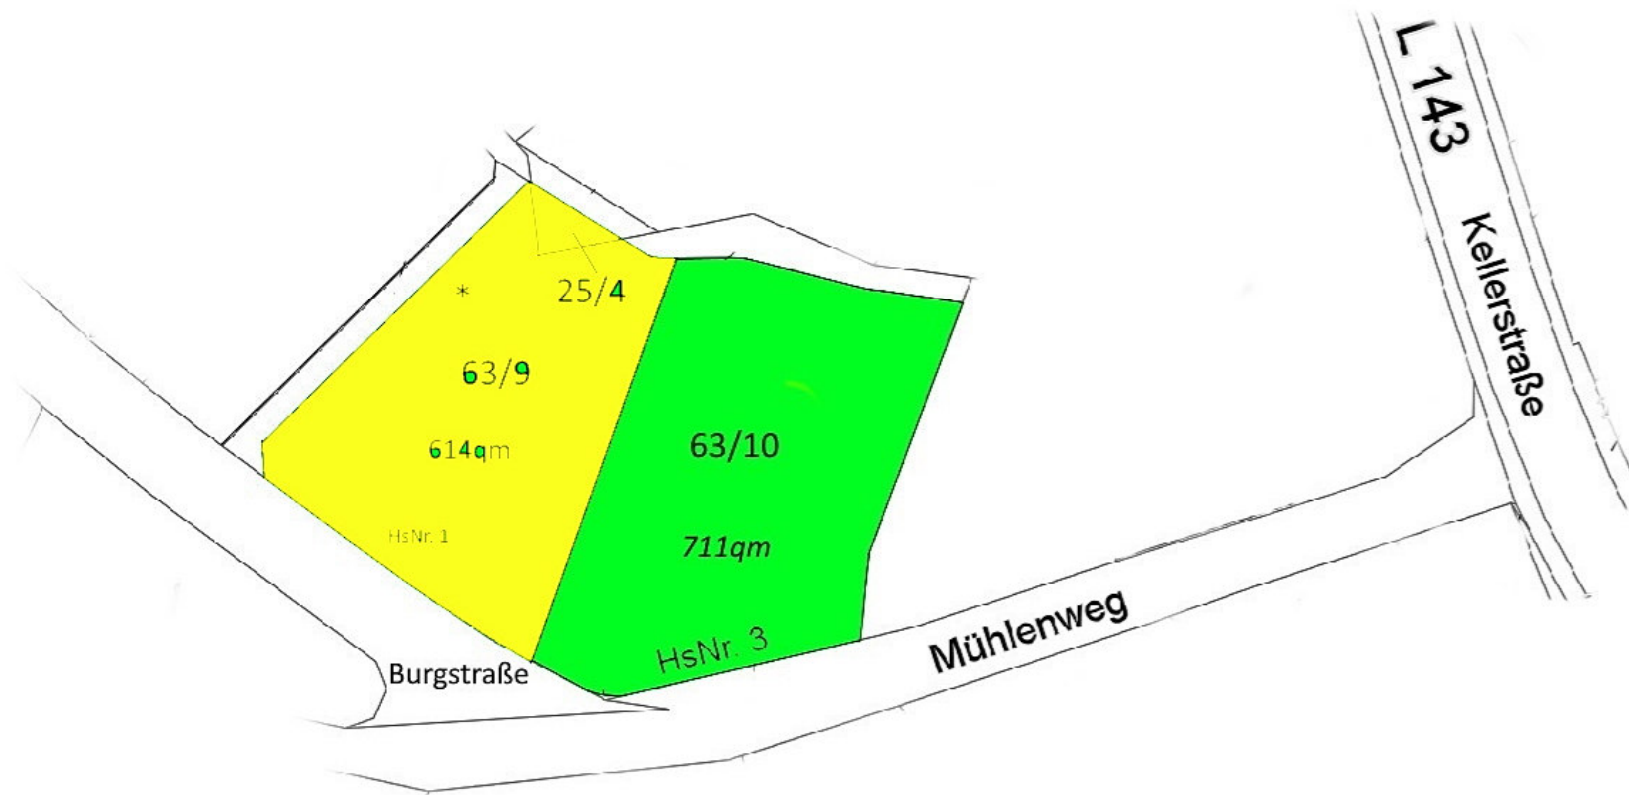 L 143
Kellerstraße
*
25/4
63/9
614qm
HsNr. 1
63/10
711qm
HsNr. 3
Burgstraße
Mühlenweg